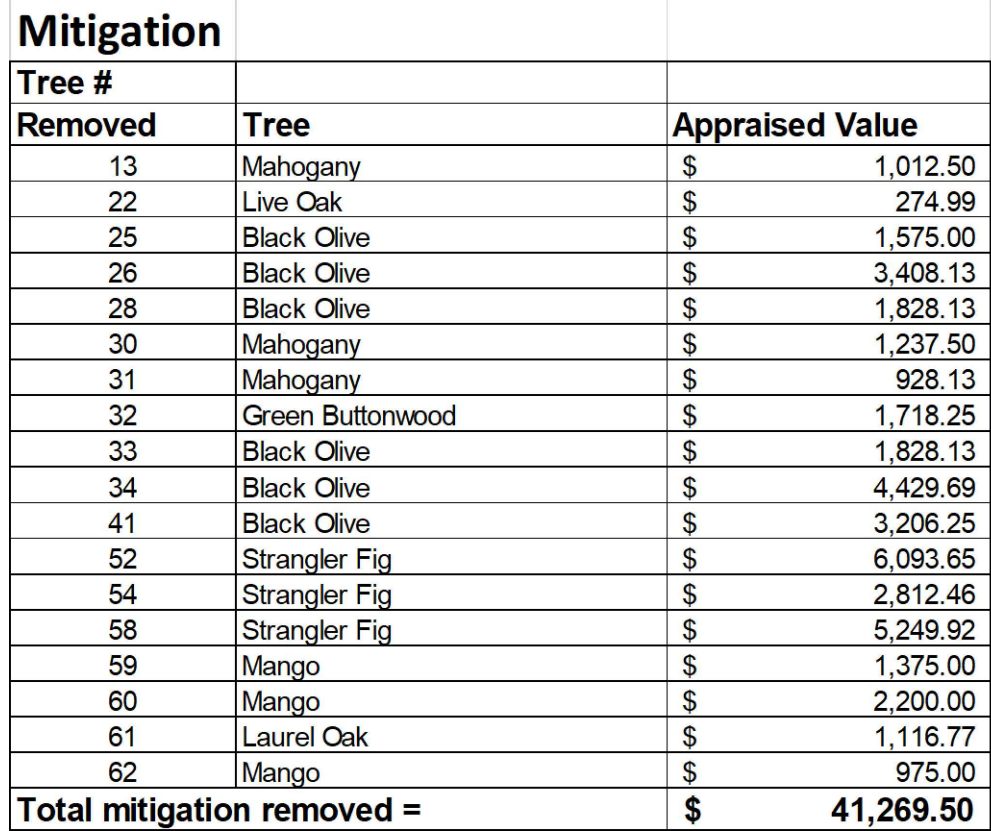 Mitigation
Tree #
Removed Tree Appraised Value
13 Mahogany $ 1,012.50
22 Live Oak $ 274.99
25 Black Olive $ 1,575.00
26 Black Olive $ 3,408.13
28 Black Olive $ 1,828.13
30 Mahogany $ 1,237.50
31 Mahogany $ 928.13
32 Green Buttonwood $ 1,718.25
33 Black Olive $ 1,828.13
34 Black Olive $ 4,429.69
41 Black Olive $ 3,206.25
52 Strangler Fig $ 6,093.65
54 Strangler Fig $ 2,812.46
58 Strangler Fig $ 5,249.92
59 Mango $ 1,375.00
60 Mango $ 2,200.00
61 Laurel Oak $ 1,116.77
62 Mango $ 975.00
Total mitigation removed = $ 41,269.50